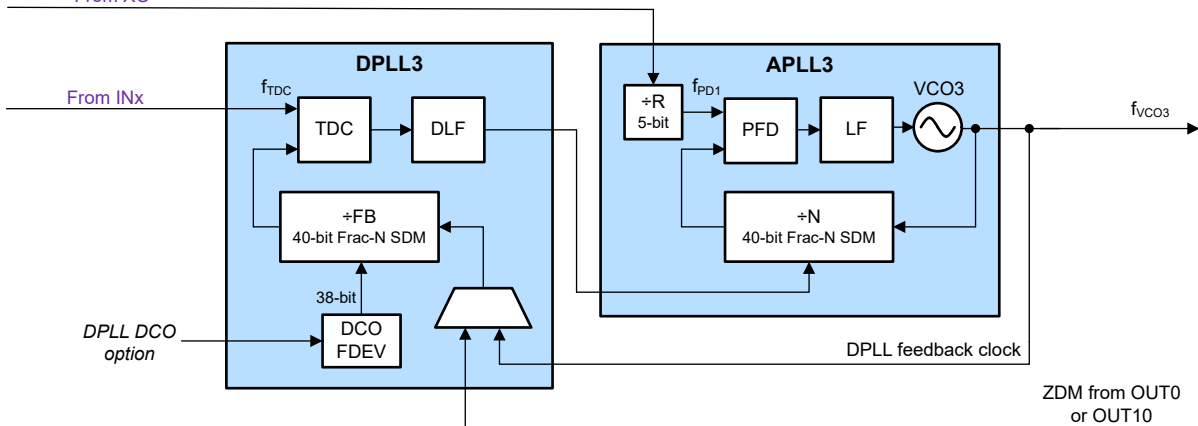 From XO
DPLL3
APLL3
From INx
fTDC
TDC
DLF
÷R
5-bit
fPD1
PFD
LF
VCO3
fVCO3
÷FB
40-bit Frac-N SDM
÷N
40-bit Frac-N SDM
38-bit
DPLL DCO
option
DCO
FDEV
DPLL feedback clock
ZDM from OUT0
or OUT10